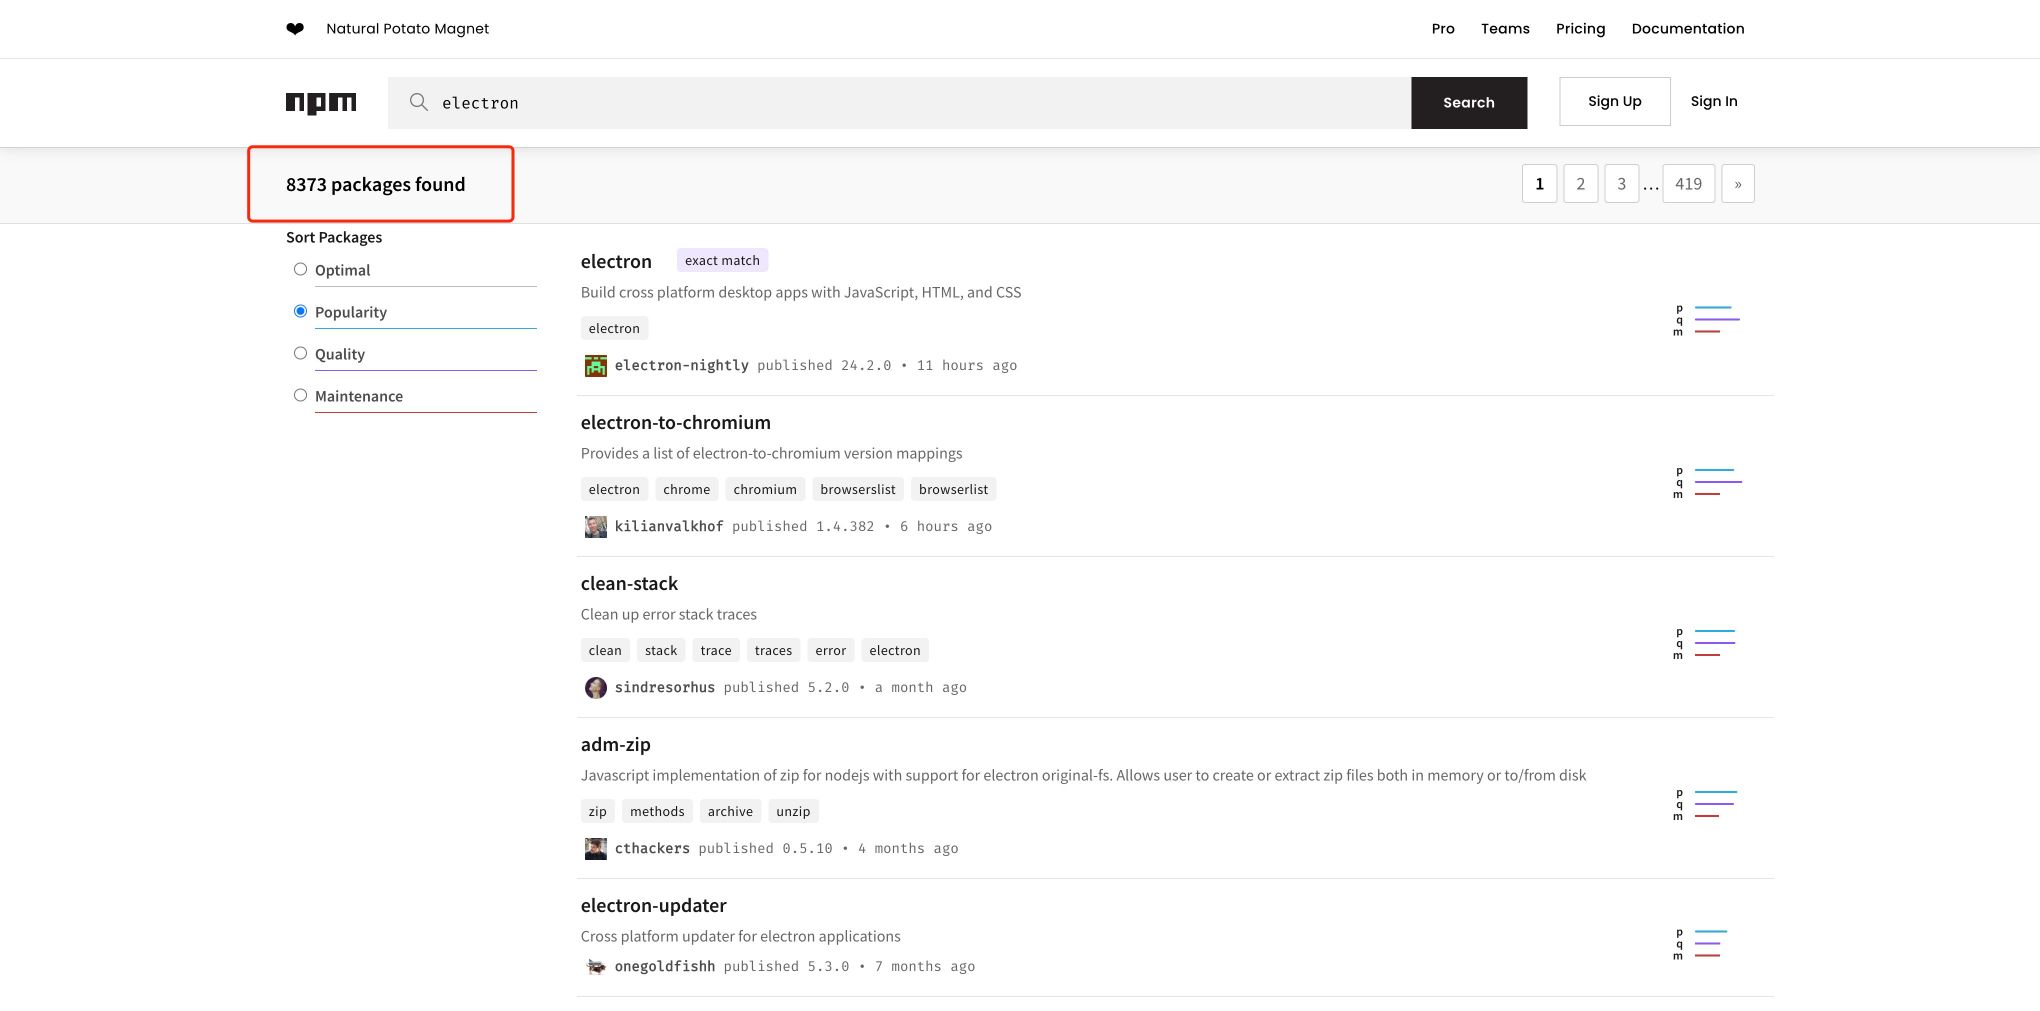 ❤ Natural Potato Magnet Pro Teams Pricing Documentation
npm electron Search Sign Up Sign In
8373 packages found 1 2 3 ... 419 »
Sort Packages
Optimal
Popularity
Quality
Maintenance
electron exact match
Build cross platform desktop apps with JavaScript, HTML, and CSS
electron
electron-nightly published 24.2.0 • 11 hours ago
p
q
m
electron-to-chromium
Provides a list of electron-to-chromium version mappings
electron chrome chromium browserslist browserlist
kilianvalkhof published 1.4.382 • 6 hours ago
p
q
m
clean-stack
Clean up error stack traces
clean stack trace traces error electron
sindresorhus published 5.2.0 • a month ago
p
q
m
adm-zip
Javascript implementation of zip for nodejs with support for electron original-fs. Allows user to create or extract zip files both in memory or to/from disk
zip methods archive unzip
cthackers published 0.5.10 • 4 months ago
p
q
m
electron-updater
Cross platform updater for electron applications
onegoldfishh published 5.3.0 • 7 months ago
p
q
m